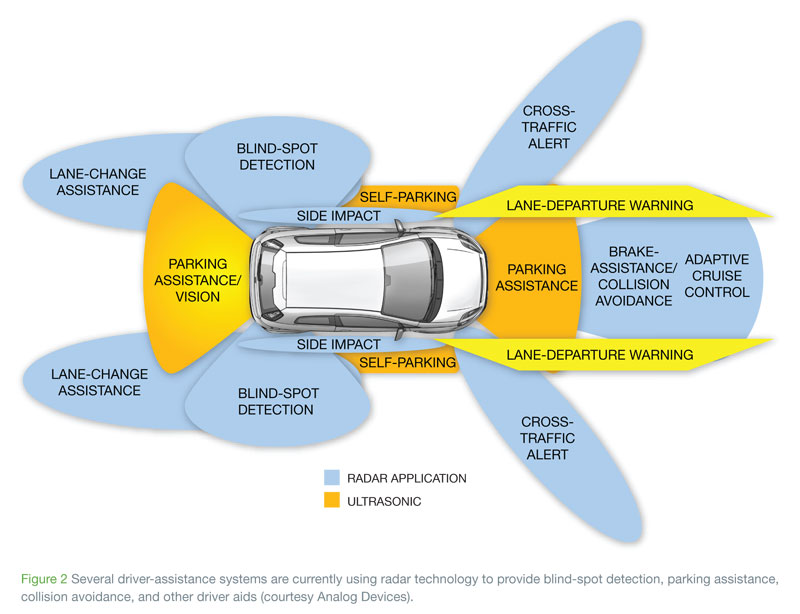 CROSS-
TRAFFIC
ALERT
BLIND-SPOT
DETECTION
LANE-CHANGE
ASSISTANCE
SELF-PARKING
LANE-DEPARTURE WARNING
SIDE IMPACT
PARKING
ASSISTANCE/
VISION
PARKING
ASSISTANCE
BRAKE-
ASSISTANCE/
COLLISION
AVOIDANCE
ADAPTIVE
CRUISE
CONTROL
SIDE IMPACT
LANE-DEPARTURE WARNING
SELF-PARKING
LANE-CHANGE
ASSISTANCE
BLIND-SPOT
DETECTION
CROSS-
TRAFFIC
ALERT
RADAR APPLICATION
ULTRASONIC
Figure 2 Several driver-assistance systems are currently using radar technology to provide blind-spot detection, parking assistance,
collision avoidance, and other driver aids (courtesy Analog Devices).